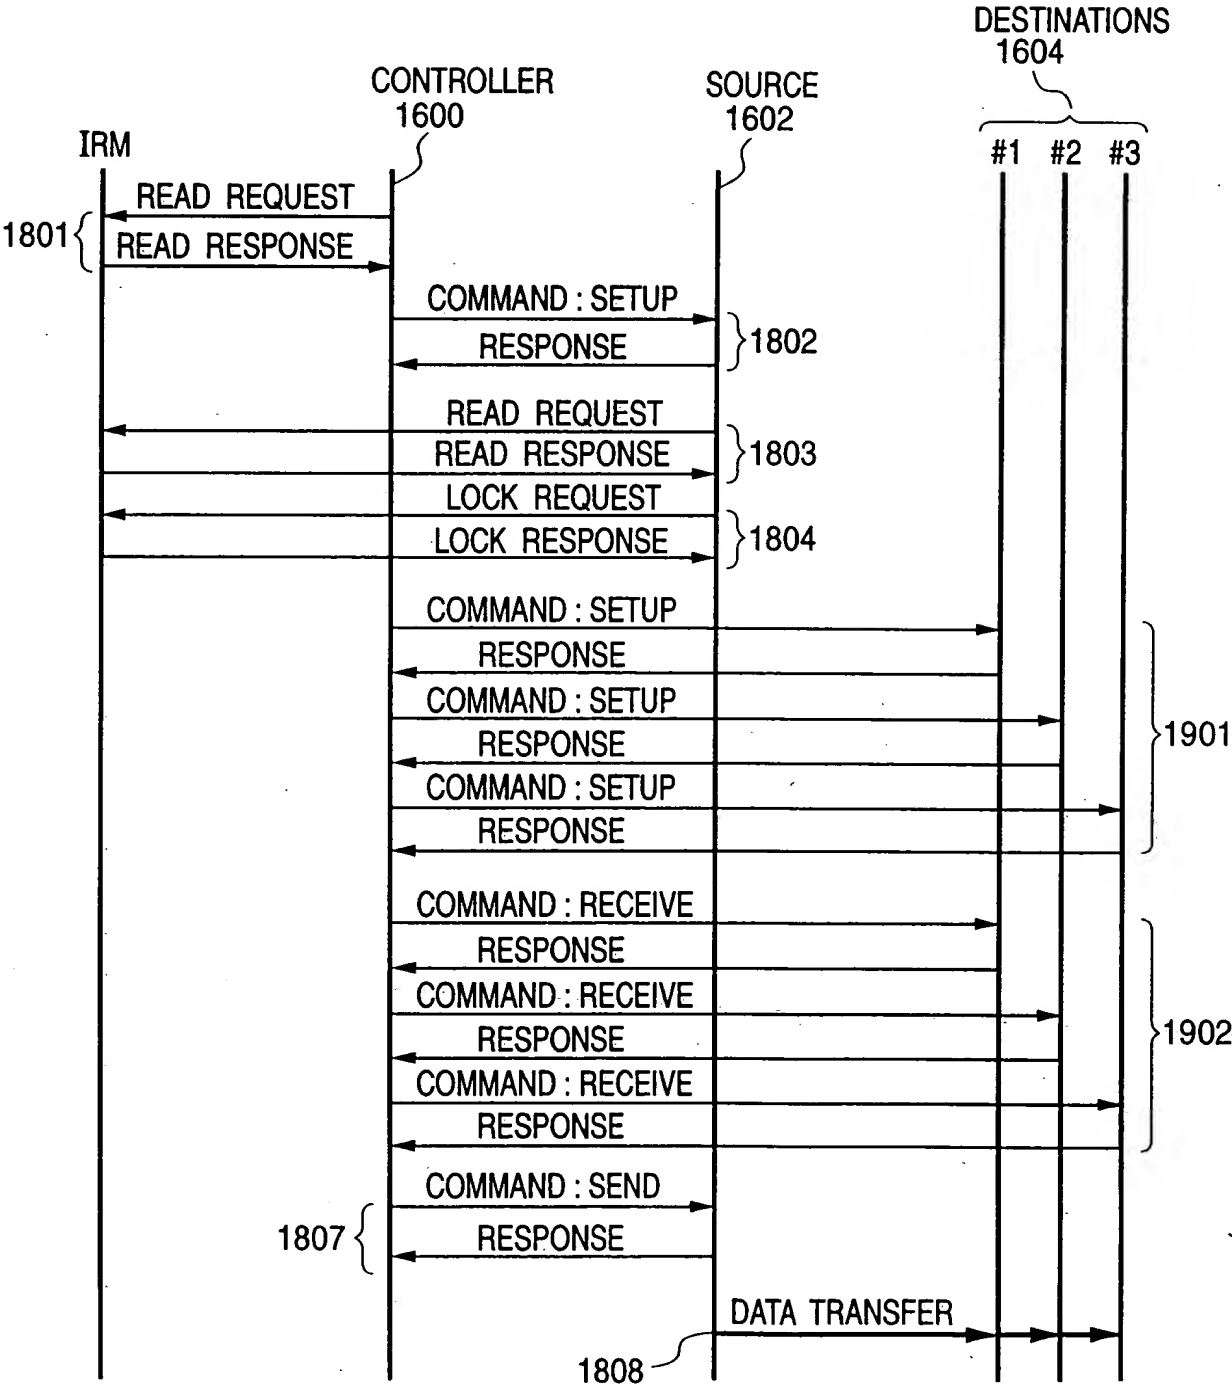 DESTINATIONS
1604
CONTROLLER
1600
SOURCE
1602
IRM
#1 #2 #3
READ REQUEST
1801
READ RESPONSE
COMMAND : SETUP
RESPONSE
1802
READ REQUEST
READ RESPONSE
1803
LOCK REQUEST
LOCK RESPONSE
1804
COMMAND : SETUP
RESPONSE
COMMAND : SETUP
RESPONSE
COMMAND : SETUP
RESPONSE
1901
COMMAND : RECEIVE
RESPONSE
COMMAND : RECEIVE
RESPONSE
COMMAND : RECEIVE
RESPONSE
1902
COMMAND : SEND
RESPONSE
1807
DATA TRANSFER
1808